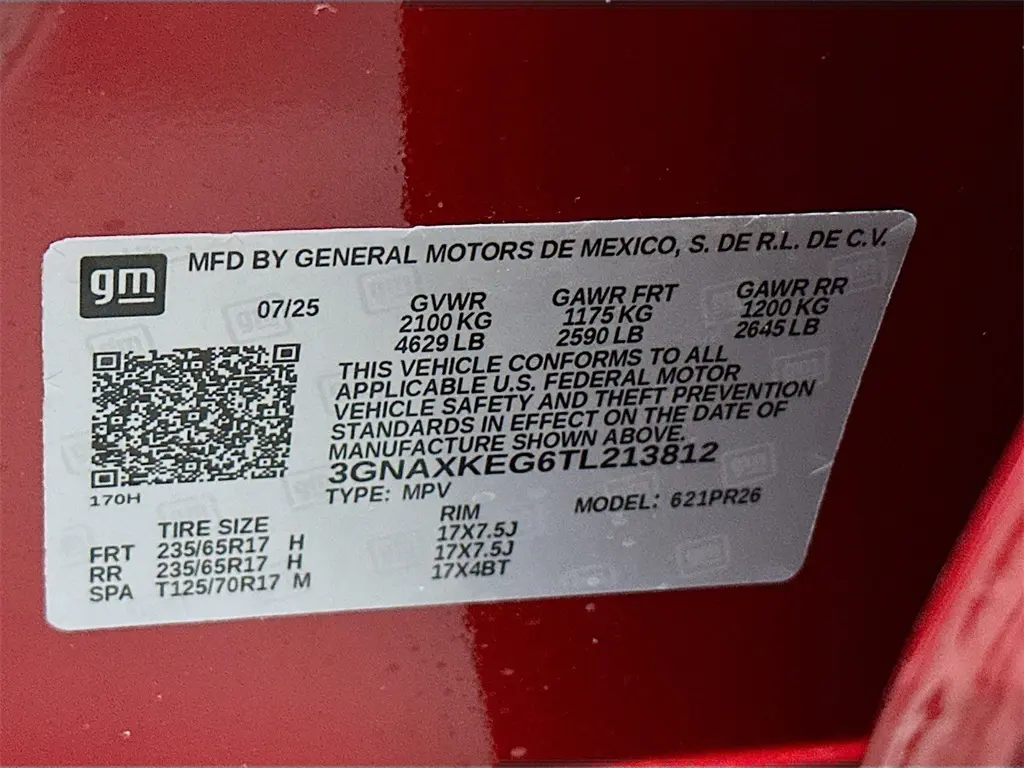 MFD BY GENERAL MOTORS DE MEXICO, S. DE R.L. DE C.V.
gm
07/25 GVWR GAWR FRT GAWR RR
2100 KG 1175 KG 1200 KG
4629 LB 2590 LB 2645 LB
THIS VEHICLE CONFORMS TO ALL
APPLICABLE U.S. FEDERAL MOTOR
VEHICLE SAFETY AND THEFT PREVENTION
STANDARDS IN EFFECT ON THE DATE OF
MANUFACTURE SHOWN ABOVE.
3GNAXKEG6TL213812
170H
TYPE: MPV MODEL: 621PR26
TIRE SIZE RIM
FRT 235/65R17 H 17X7.5J
RR 235/65R17 H 17X7.5J
SPA T125/70R17 M 17X4BT